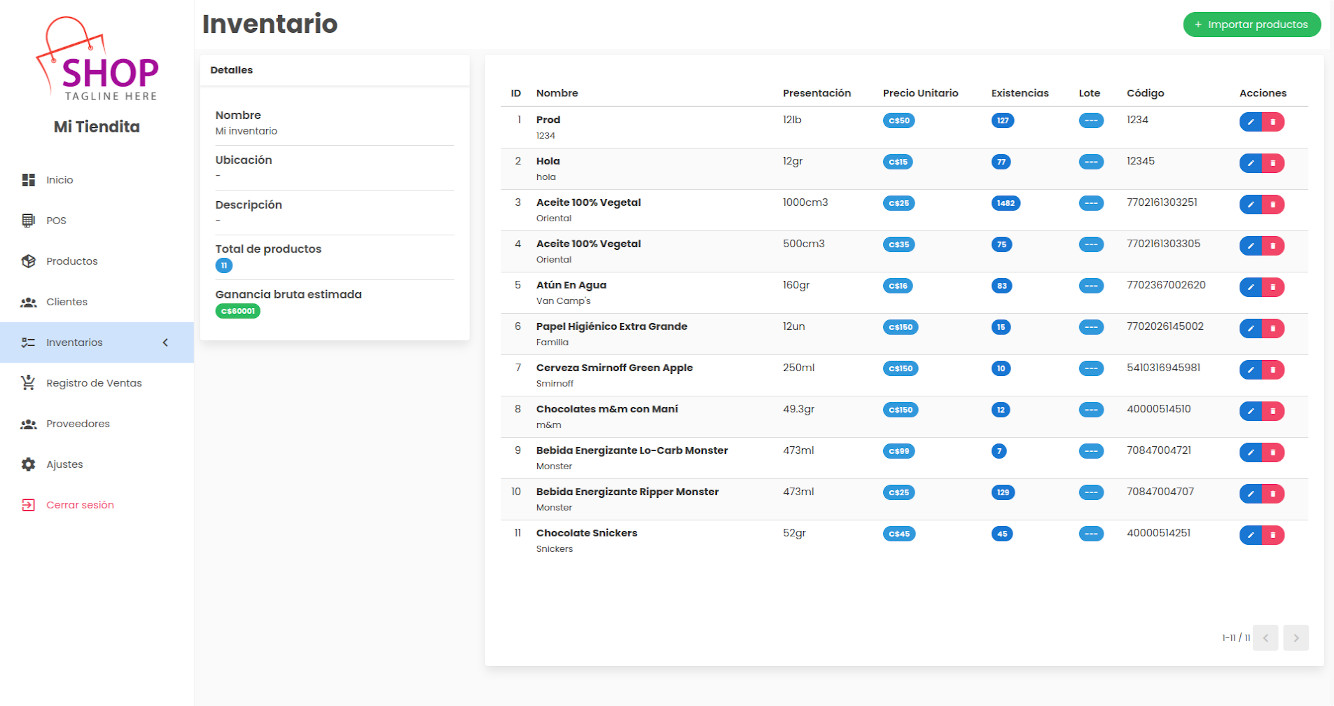 SHOP
TAGLINE HERE
Mi Tiendita
Inicio
POS
Productos
Clientes
Inventarios
Registro de Ventas
Proveedores
Ajustes
Cerrar sesión
Inventario
+ Importar productos
Detalles
Nombre
Mi inventario
Ubicación
-
Descripción
-
Total de productos
11
Ganancia bruta estimada
C$60001
ID Nombre Presentación Precio Unitario Existencias Lote Código Acciones
1 Prod 12lb C$50 127 --- 1234
1234
2 Hola 12gr C$15 77 --- 12345
hola
3 Aceite 100% Vegetal 1000cm3 C$25 1482 --- 7702161303251
Oriental
4 Aceite 100% Vegetal 500cm3 C$35 75 --- 7702161303305
Oriental
5 Atún En Agua 160gr C$16 83 --- 7702367002620
Van Camp's
6 Papel Higiénico Extra Grande 12un C$150 15 --- 7702026145002
Familia
7 Cerveza Smirnoff Green Apple 250ml C$150 10 --- 5410316945981
Smirnoff
8 Chocolates m&m con Maní 49.3gr C$150 12 --- 40000514510
m&m
9 Bebida Energizante Lo-Carb Monster 473ml C$99 7 --- 70847004721
Monster
10 Bebida Energizante Ripper Monster 473ml C$25 129 --- 70847004707
Monster
11 Chocolate Snickers 52gr C$45 45 --- 40000514251
Snickers
1-11 / 11